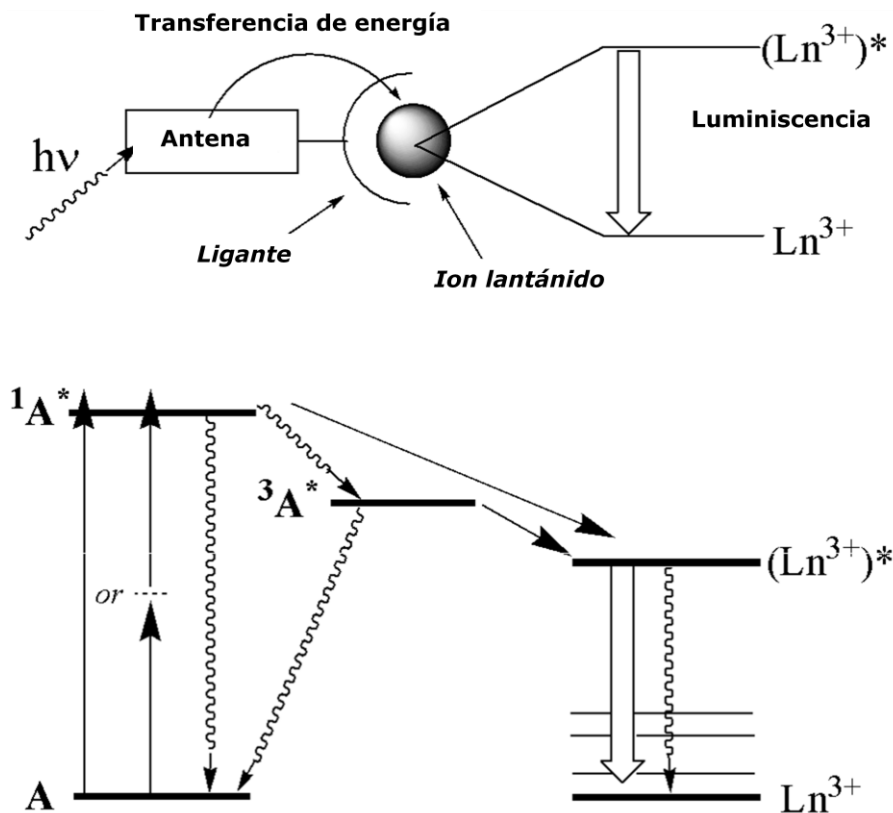 Transferencia de energía
(Ln³⁺)*
Antena
Luminiscencia
hν
Ligante
Ln³⁺
Ion lantánido
¹A*
³A*
(Ln³⁺)*
or
A
Ln³⁺